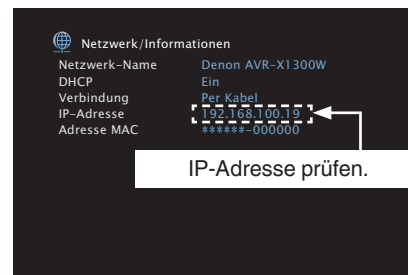 Netzwerk/Informationen
Netzwerk-Name Denon AVR-X1300W
DHCP Ein
Verbindung Per Kabel
IP-Adresse 192.168.100.19
Adresse MAC ******-000000
IP-Adresse prüfen.